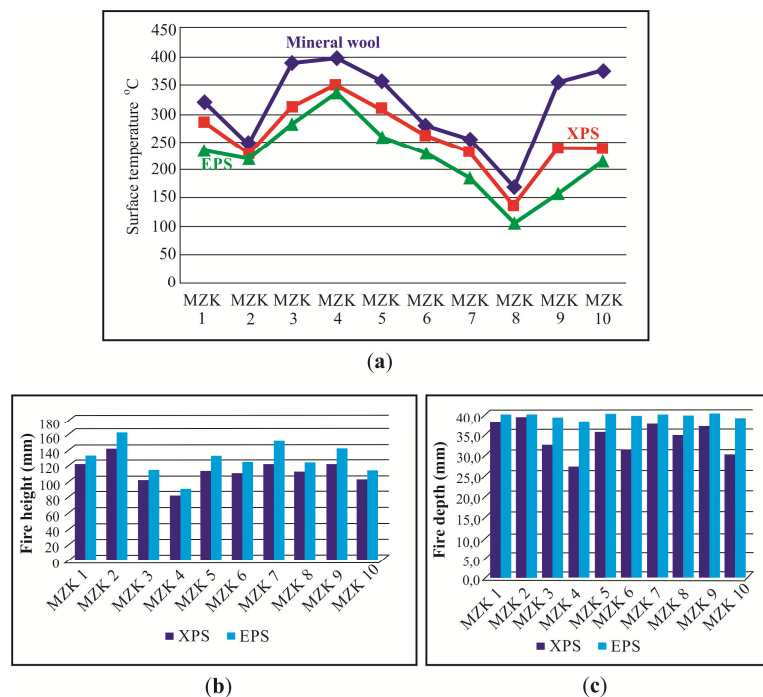 Surface temperature °C
450
400
350
300
250
200
150
100
50
0
Mineral wool
XPS
EPS
MZK 1
MZK 2
MZK 3
MZK 4
MZK 5
MZK 6
MZK 7
MZK 8
MZK 9
MZK 10
(a)
Fire height (mm)
180
160
140
120
100
80
60
40
20
0
MZK 1
MZK 2
MZK 3
MZK 4
MZK 5
MZK 6
MZK 7
MZK 8
MZK 9
MZK 10
XPS EPS
(b)
Fire depth (mm)
40,0
35,0
30,0
25,0
20,0
15,0
10,0
5,0
0,0
MZK 1
MZK 2
MZK 3
MZK 4
MZK 5
MZK 6
MZK 7
MZK 8
MZK 9
MZK 10
XPS EPS
(c)